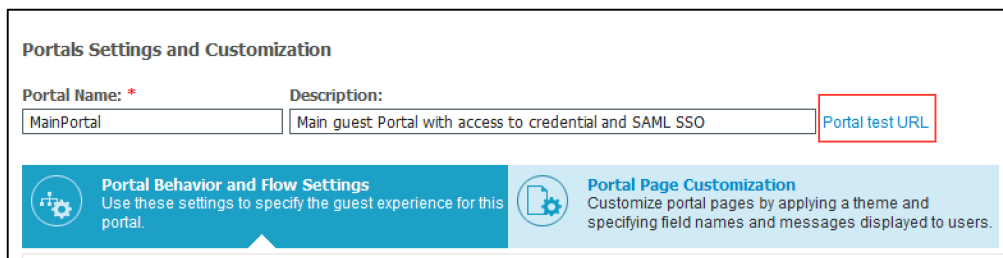 Portals Settings and Customization
Portal Name: * Description:
MainPortal Main guest Portal with access to credential and SAML SSO Portal test URL
Portal Behavior and Flow Settings
Use these settings to specify the guest experience for this
portal.
Portal Page Customization
Customize portal pages by applying a theme and
specifying field names and messages displayed to users.